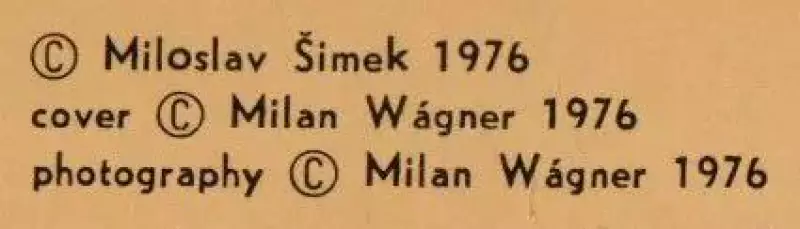 © Miloslav Šimek 1976
cover © Milan Wágner 1976
photography © Milan Wágner 1976